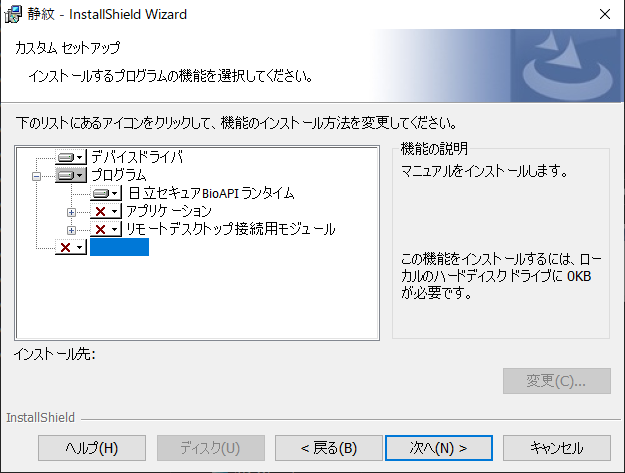 静紋 - InstallShield Wizard
カスタム セットアップ
インストールするプログラムの機能を選択してください。
下のリストにあるアイコンをクリックして、機能のインストール方法を変更してください。
デバイスドライバ
プログラム
日立セキュアBioAPIランタイム
アプリケーション
リモートデスクトップ接続用モジュール
機能の説明
マニュアルをインストールします。
この機能をインストールするには、ロー
カルのハードディスクドライブに 0KB
が必要です。
インストール先:
変更(C)...
InstallShield
ヘルプ(H)
ディスク(U)
< 戻る(B)
次へ(N) >
キャンセル